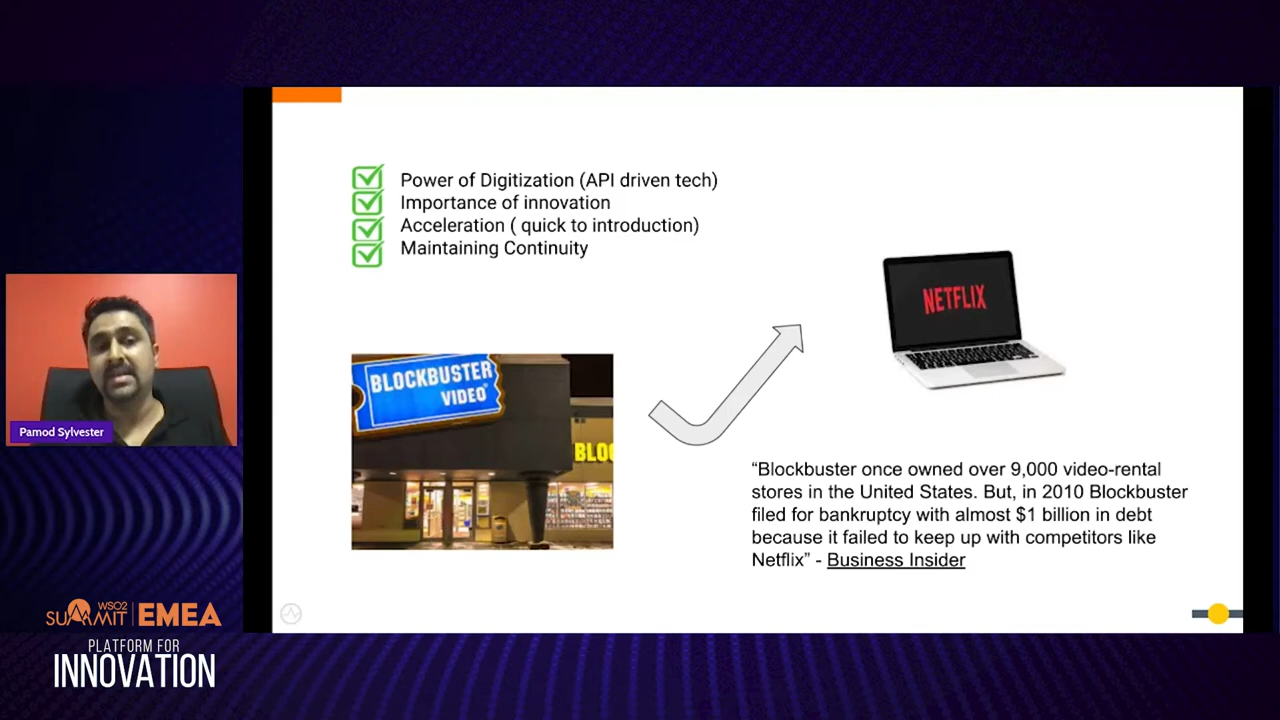 Power of Digitization (API driven tech)
Importance of innovation
Acceleration ( quick to introduction)
Maintaining Continuity
NETFLIX
BLOCKBUSTER
VIDEO
BLO
“Blockbuster once owned over 9,000 video-rental
stores in the United States. But, in 2010 Blockbuster
filed for bankruptcy with almost $1 billion in debt
because it failed to keep up with competitors like
Netflix” - Business Insider
Pamod Sylvester
WSO2
SUMMIT EMEA
PLATFORM FOR
INNOVATION